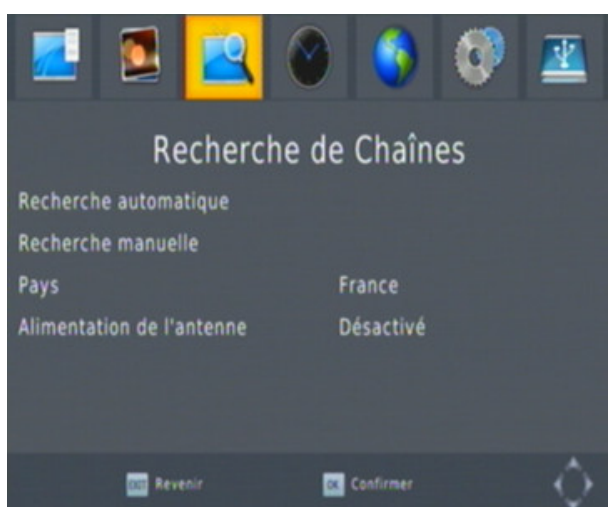 Recherche de Chaînes
Recherche automatique
Recherche manuelle
Pays France
Alimentation de l'antenne Désactivé
EXIT Revenir OK Confirmer